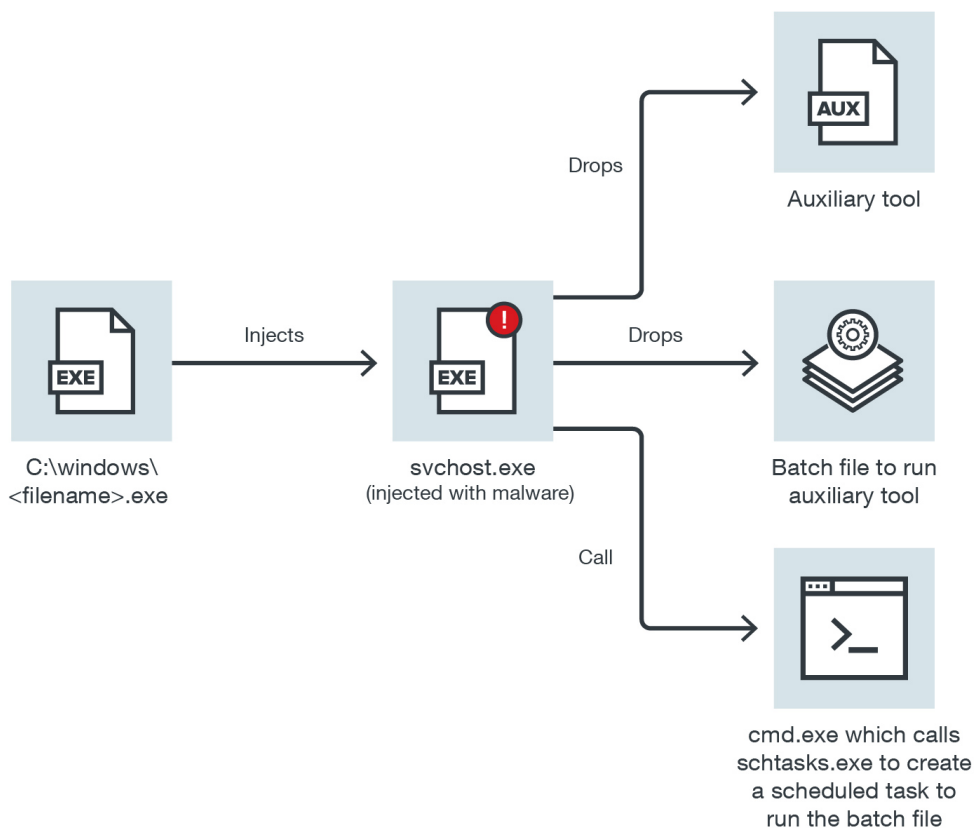 AUX
Drops
Auxiliary tool
EXE
C:\windows\
<filename>.exe
Injects
!
EXE
svchost.exe
(injected with malware)
Drops
Batch file to run
auxiliary tool
Call
>_
cmd.exe which calls
schtasks.exe to create
a scheduled task to
run the batch file